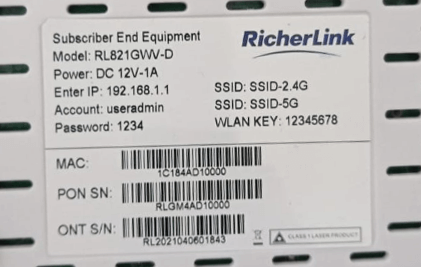 Subscriber End Equipment
RicherLink
Model: RL821GWV-D
Power: DC 12V-1A
Enter IP: 192.168.1.1
SSID: SSID-2.4G
Account: useradmin
SSID: SSID-5G
Password: 1234
WLAN KEY: 12345678
MAC:
1C184AD10000
PON SN:
RLGM4AD10000
ONT S/N:
RL2021040601843
CLASS 1 LASER PRODUCT